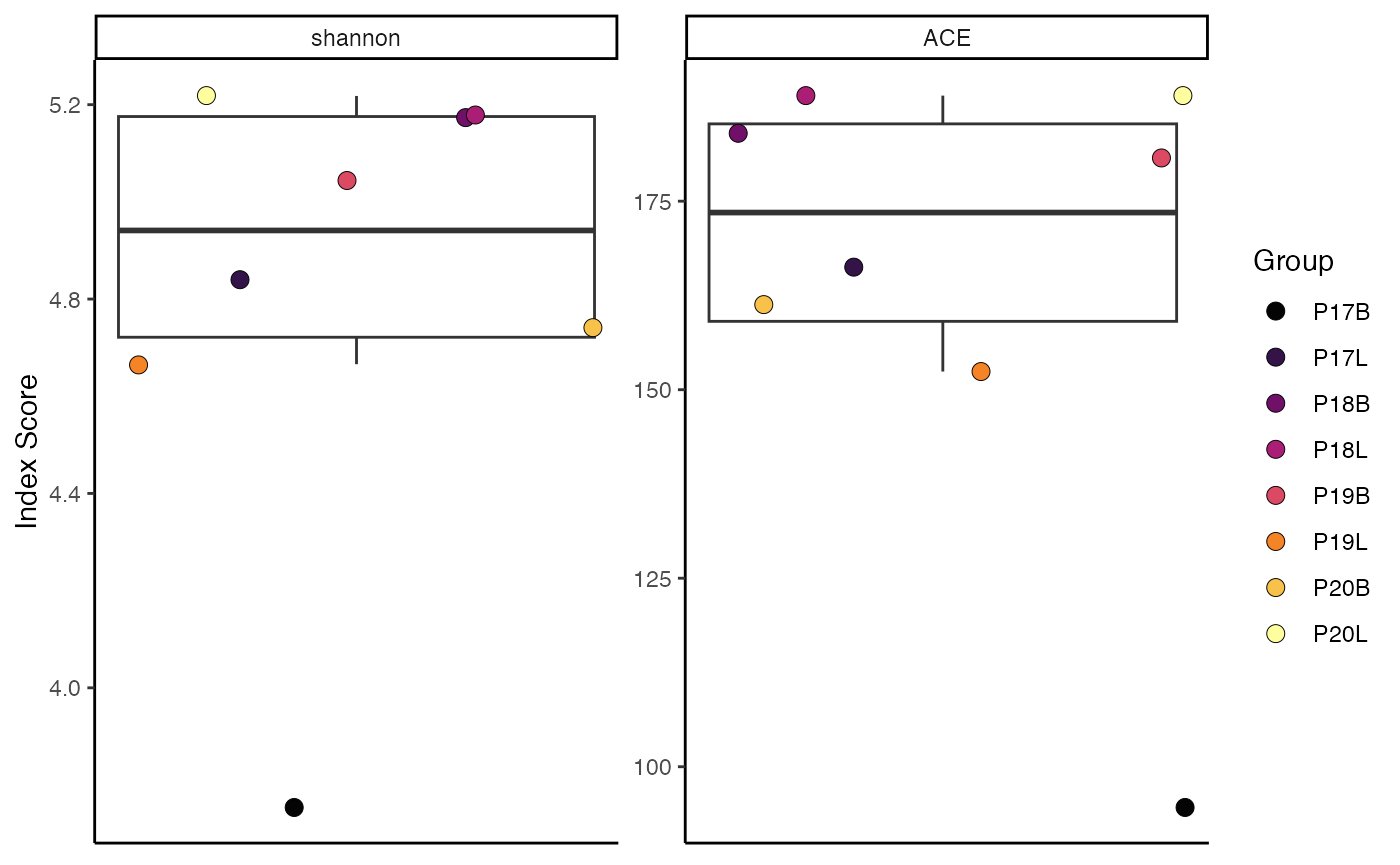 shannon
ACE
Index Score
5.2
4.8
4.4
4.0
175
150
125
100
Group
P17B
P17L
P18B
P18L
P19B
P19L
P20B
P20L